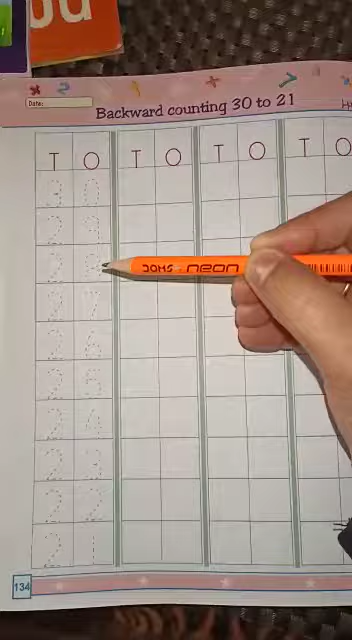 Date:
Backward counting 30 to 21
T O T O T O T O
3 0
2 9
2 8
2 7
2 6
2 5
2 4
2 3
2 2
2 1
neon
134